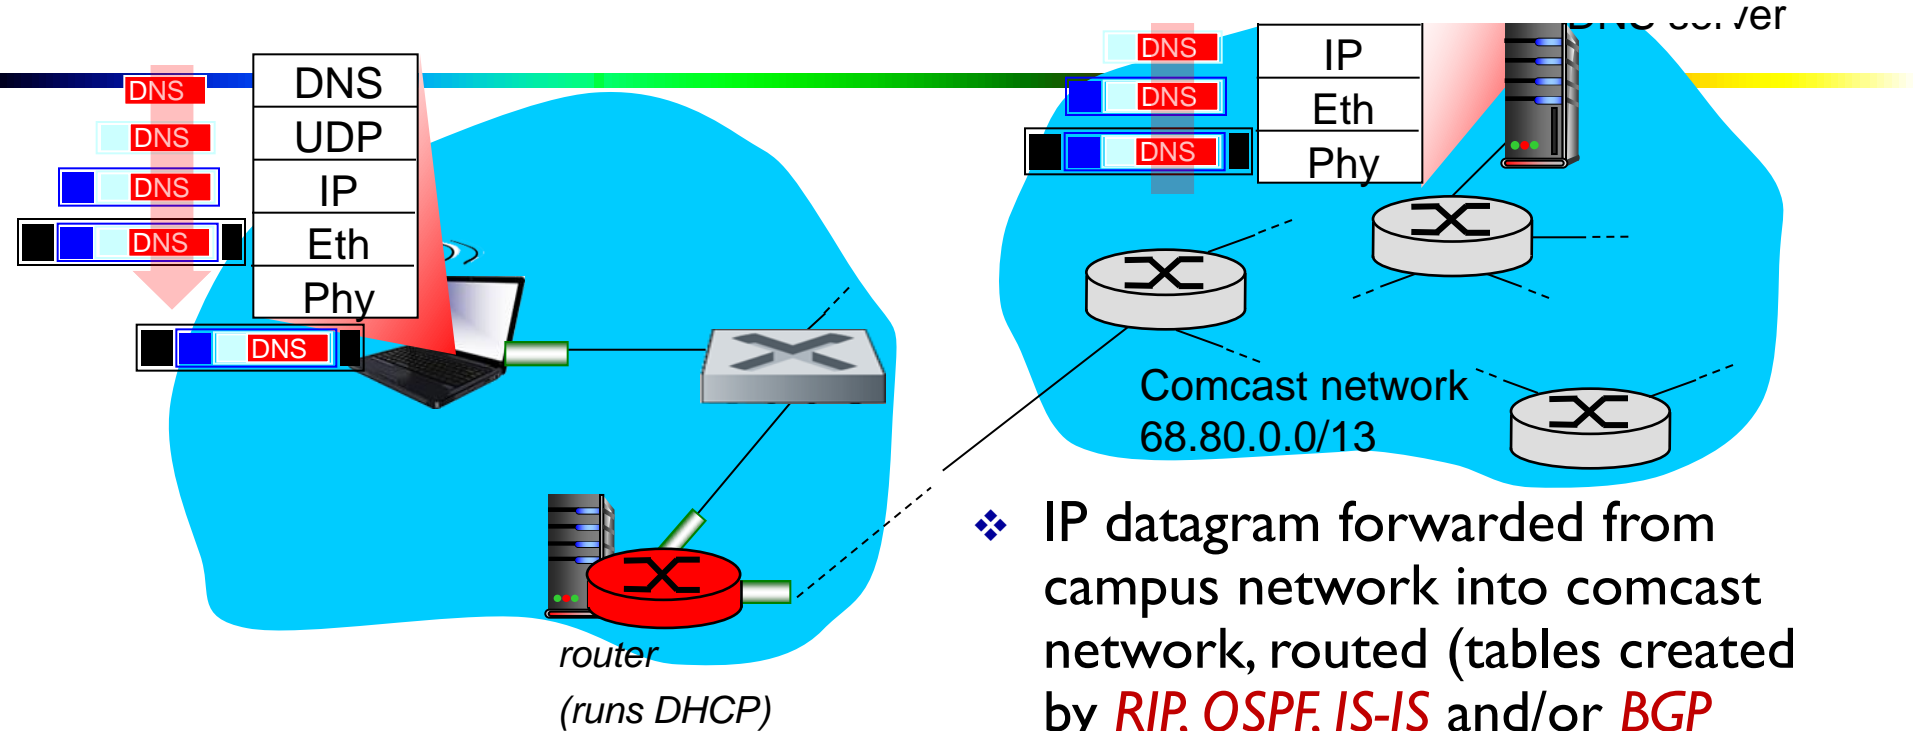 DNS
DNS
DNS
DNS
DNS
DNS
UDP
IP
Eth
Phy
DNS
DNS
DNS
IP
Eth
Phy
server
Comcast network
68.80.0.0/13
router
(runs DHCP)
IP datagram forwarded from
campus network into comcast
network, routed (tables created
by RIP, OSPF, IS-IS and/or BGP